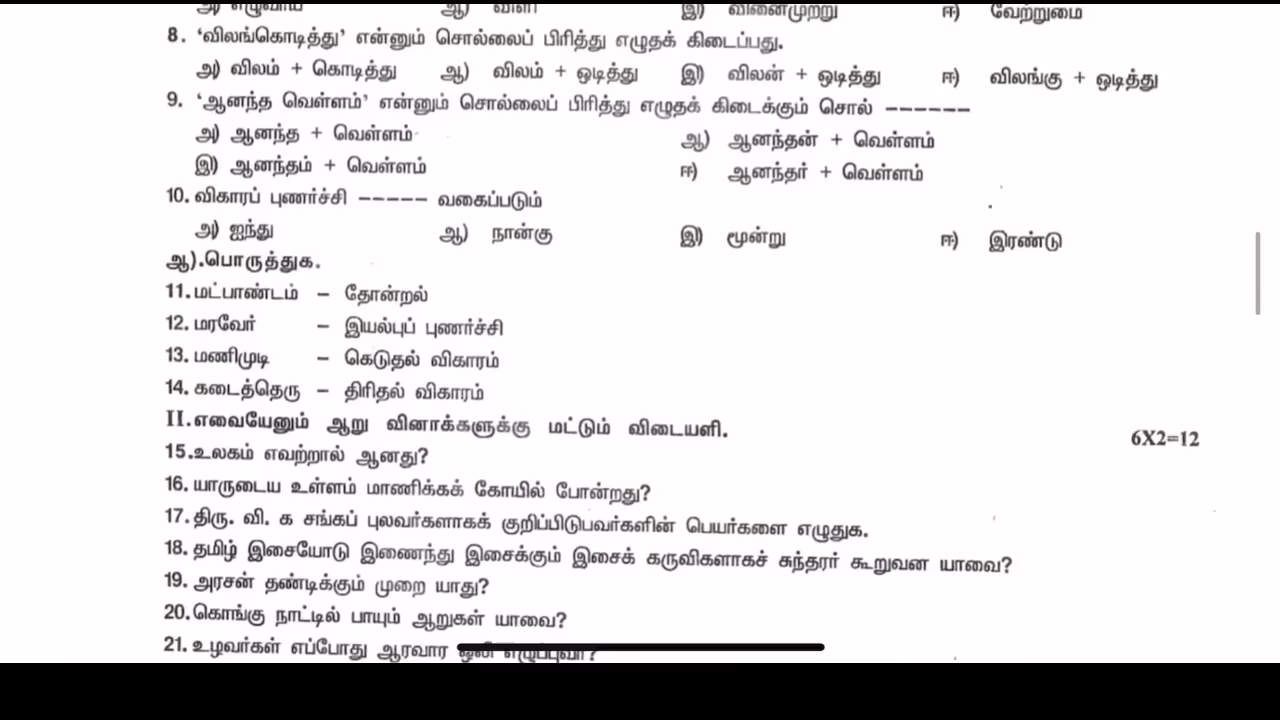 அ) எழுவாய் ஆ) விளி இ) வினைமுற்று ஈ) வேற்றுமை
8. ‘விலங்கொடித்து’ என்னும் சொல்லைப் பிரித்து எழுதக் கிடைப்பது.
அ) விலம் + கொடித்து ஆ) விலம் + ஒடித்து இ) விலன் + ஒடித்து ஈ) விலங்கு + ஒடித்து
9. ‘ஆனந்த வெள்ளம்’ என்னும் சொல்லைப் பிரித்து எழுதக் கிடைக்கும் சொல் ------
அ) ஆனந்த + வெள்ளம் ஆ) ஆனந்தன் + வெள்ளம்
இ) ஆனந்தம் + வெள்ளம் ஈ) ஆனந்தர் + வெள்ளம்
10. விகாரப் புணர்ச்சி ----- வகைப்படும்
அ) ஐந்து ஆ) நான்கு இ) மூன்று ஈ) இரண்டு
ஆ).பொருத்துக.
11. மட்பாண்டம் – தோன்றல்
12. மரவேர் – இயல்புப் புணர்ச்சி
13. மணிமுடி – கெடுதல் விகாரம்
14. கடைத்தெரு – திரிதல் விகாரம்
II. எவையேனும் ஆறு வினாக்களுக்கு மட்டும் விடையளி. 6X2=12
15. உலகம் எவற்றால் ஆனது?
16. யாருடைய உள்ளம் மாணிக்கக் கோயில் போன்றது?
17. திரு. வி. க சங்கப் புலவர்களாகக் குறிப்பிடுபவர்களின் பெயர்களை எழுதுக.
18. தமிழ் இசையோடு இணைந்து இசைக்கும் இசைக் கருவிகளாகச் சுந்தரர் கூறுவன யாவை?
19. அரசன் தண்டிக்கும் முறை யாது?
20. கொங்கு நாட்டில் பாயும் ஆறுகள் யாவை?
21. உழவர்கள் எப்போது ஆரவார ஒலி எழுப்புவர்?